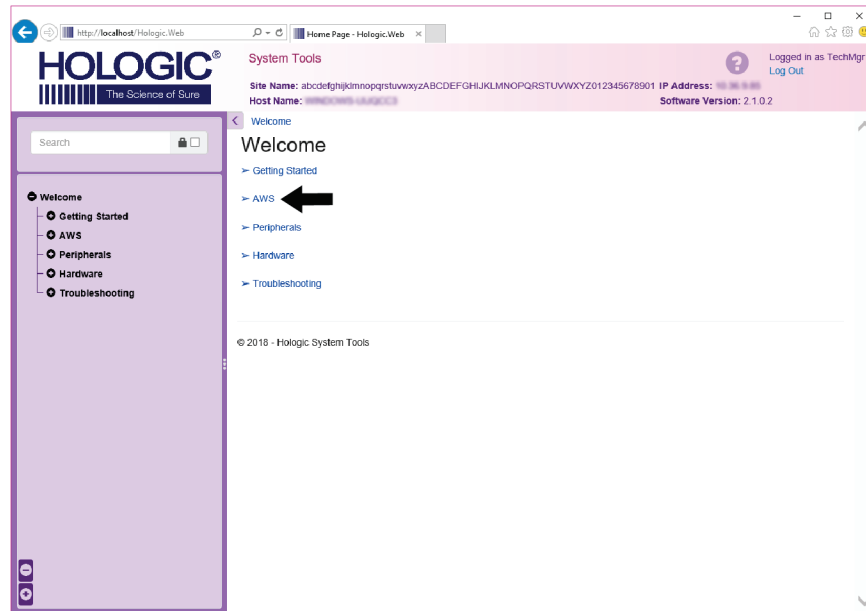 http://localhost/Hologic.Web
Home Page - Hologic.Web
HOLOGIC®
The Science of Sure
System Tools
Logged in as TechMgr
Log Out
Site Name: abcdefghijklmnopqrstuvwxyzABCDEFGHIJKLMNOPQRSTUVWXYZ012345678901 IP Address:
Host Name:
Software Version: 2.1.0.2
Search
Welcome
Getting Started
AWS
Peripherals
Hardware
Troubleshooting
Welcome
Welcome
➢ Getting Started
➢ AWS
➢ Peripherals
➢ Hardware
➢ Troubleshooting
© 2018 - Hologic System Tools